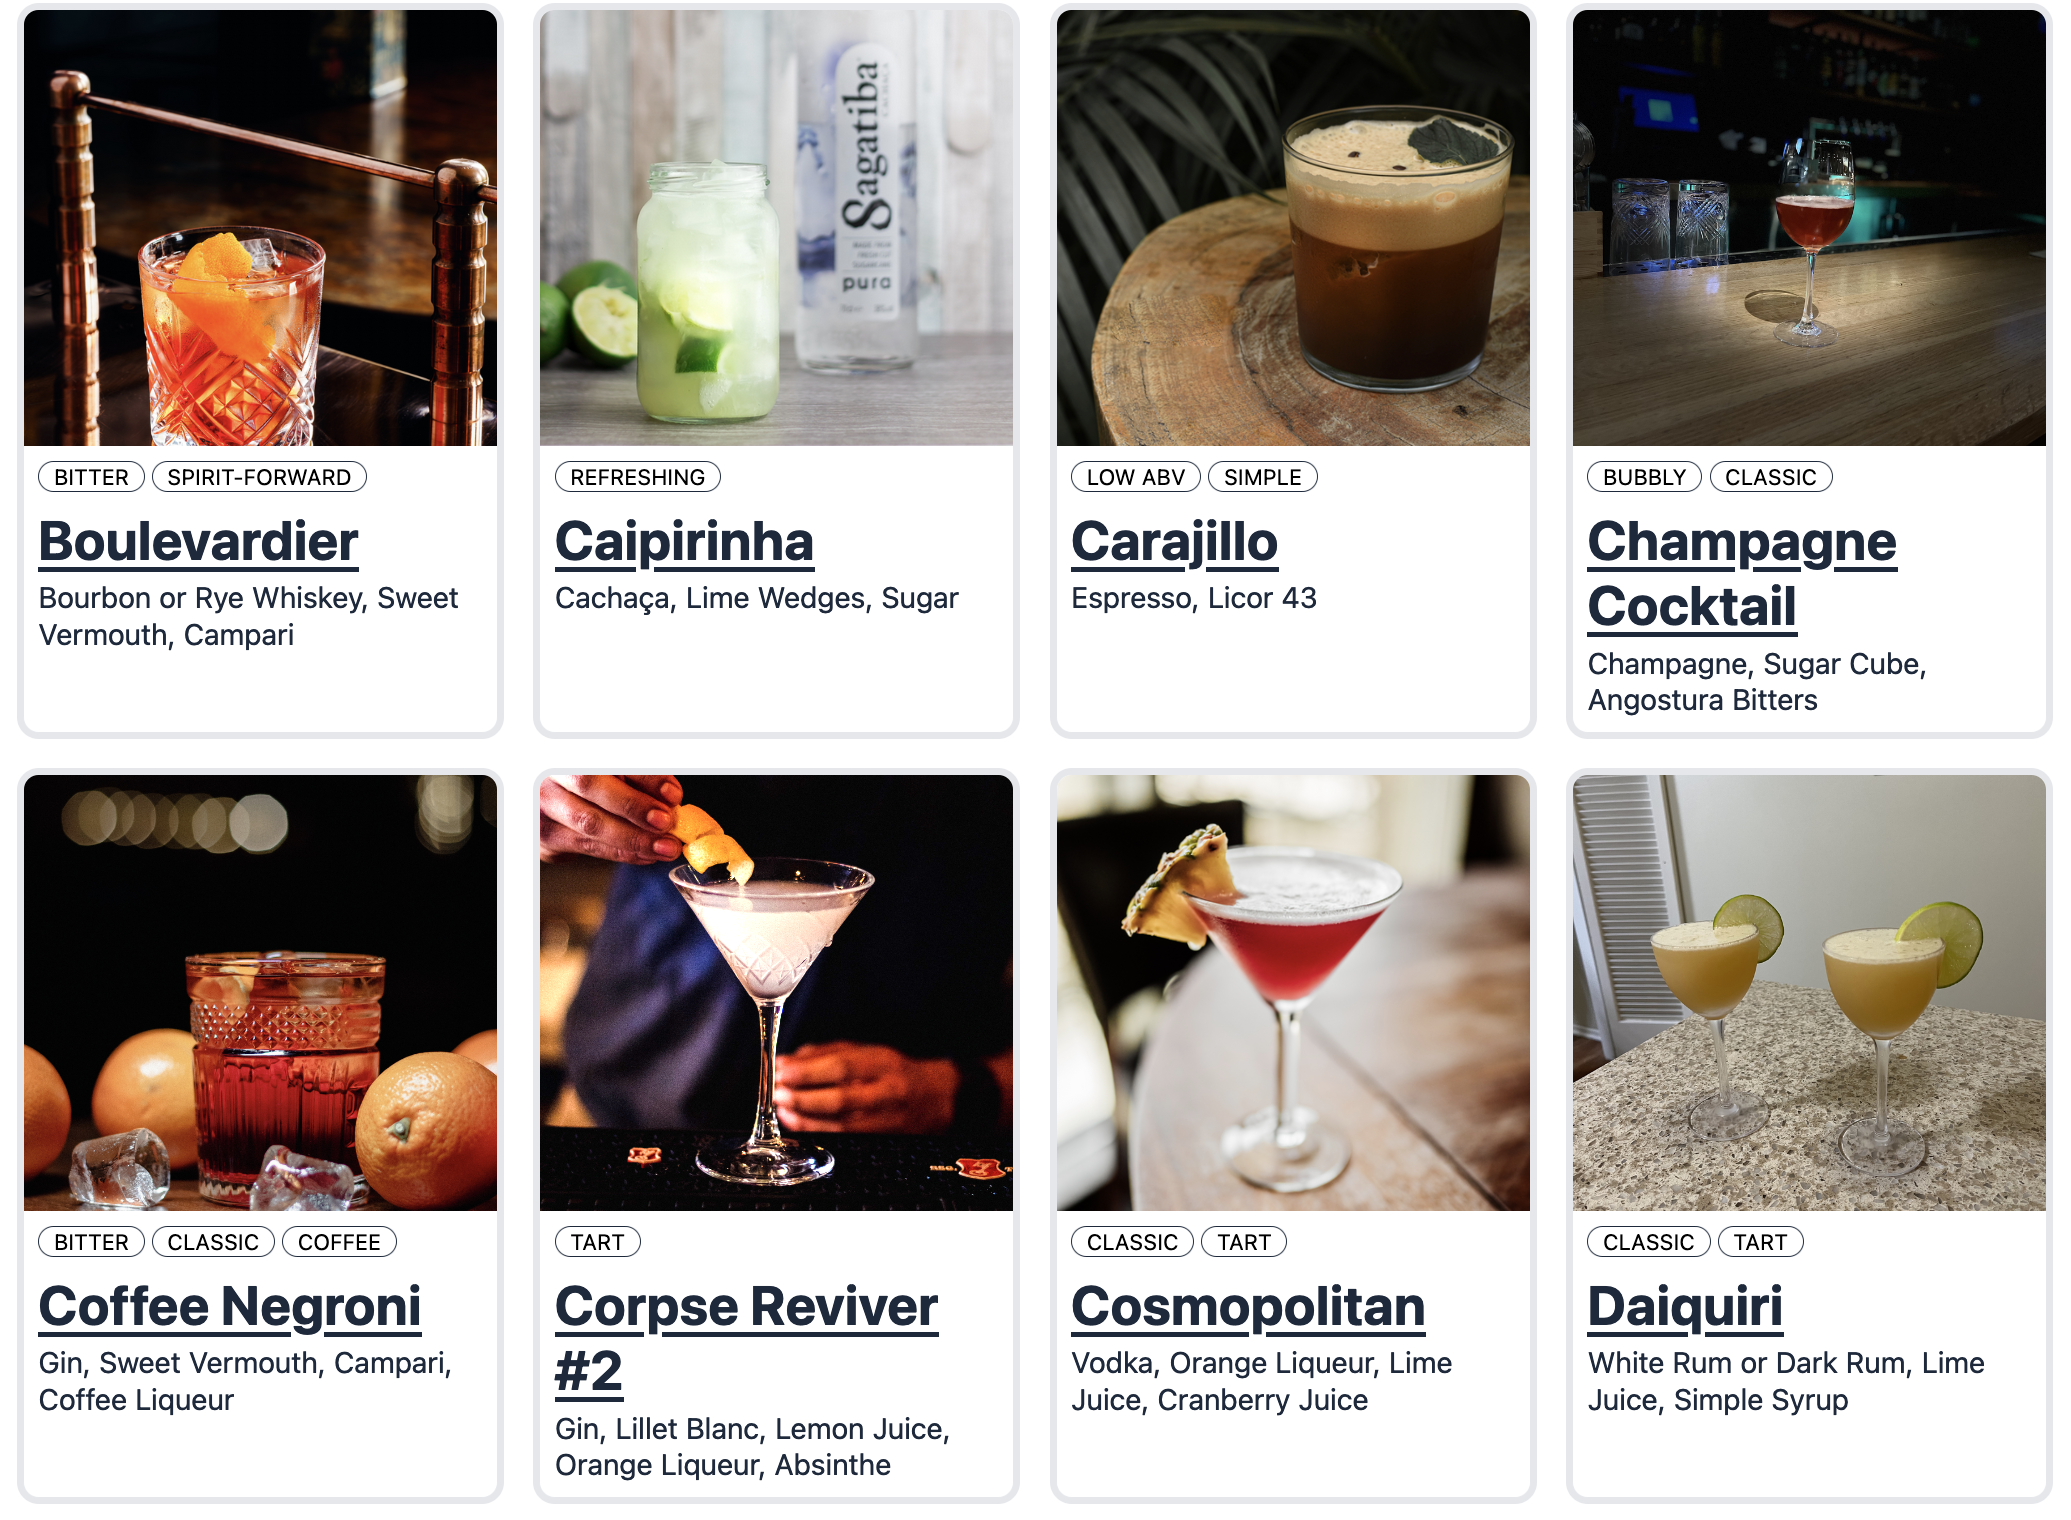 Sagatiba
CACHAÇA
pura
BITTER SPIRIT-FORWARD
Boulevardier
Bourbon or Rye Whiskey, Sweet
Vermouth, Campari
REFRESHING
Caipirinha
Cachaça, Lime Wedges, Sugar
LOW ABV SIMPLE
Carajillo
Espresso, Licor 43
BUBBLY CLASSIC
Champagne
Cocktail
Champagne, Sugar Cube,
Angostura Bitters
BITTER CLASSIC COFFEE
Coffee Negroni
Gin, Sweet Vermouth, Campari,
Coffee Liqueur
TART
Corpse Reviver
#2
Gin, Lillet Blanc, Lemon Juice,
Orange Liqueur, Absinthe
CLASSIC TART
Cosmopolitan
Vodka, Orange Liqueur, Lime
Juice, Cranberry Juice
CLASSIC TART
Daiquiri
White Rum or Dark Rum, Lime
Juice, Simple Syrup